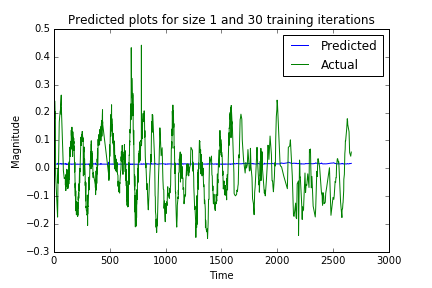 Predicted plots for size 1 and 30 training iterations
Predicted
Actual
Magnitude
0.5
0.4
0.3
0.2
0.1
0.0
−0.1
−0.2
−0.3
0 500 1000 1500 2000 2500 3000
Time